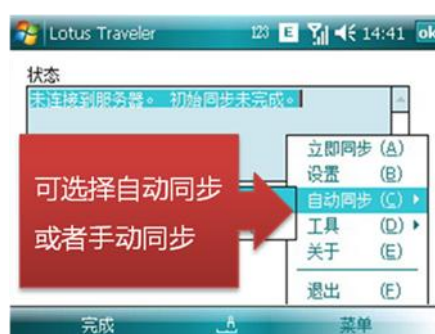 Lotus Traveler 123 E 14:41 ok
状态
未连接到服务器。 初始同步未完成。
立即同步 (A)
设置 (B)
自动同步 (C)
工具 (D)
关于 (E)
退出 (F)
可选择自动同步
或者手动同步
完成 菜单